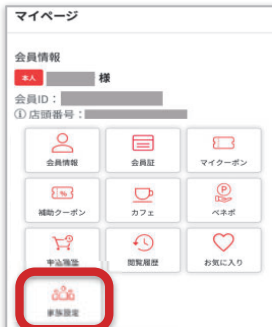 マイページ
会員情報
本人 様
会員ID：
ⓘ 店頭番号：
会員情報 会員証 マイクーポン
補助クーポン カフェ ベネポ
申込履歴 閲覧履歴 お気に入り
家族設定